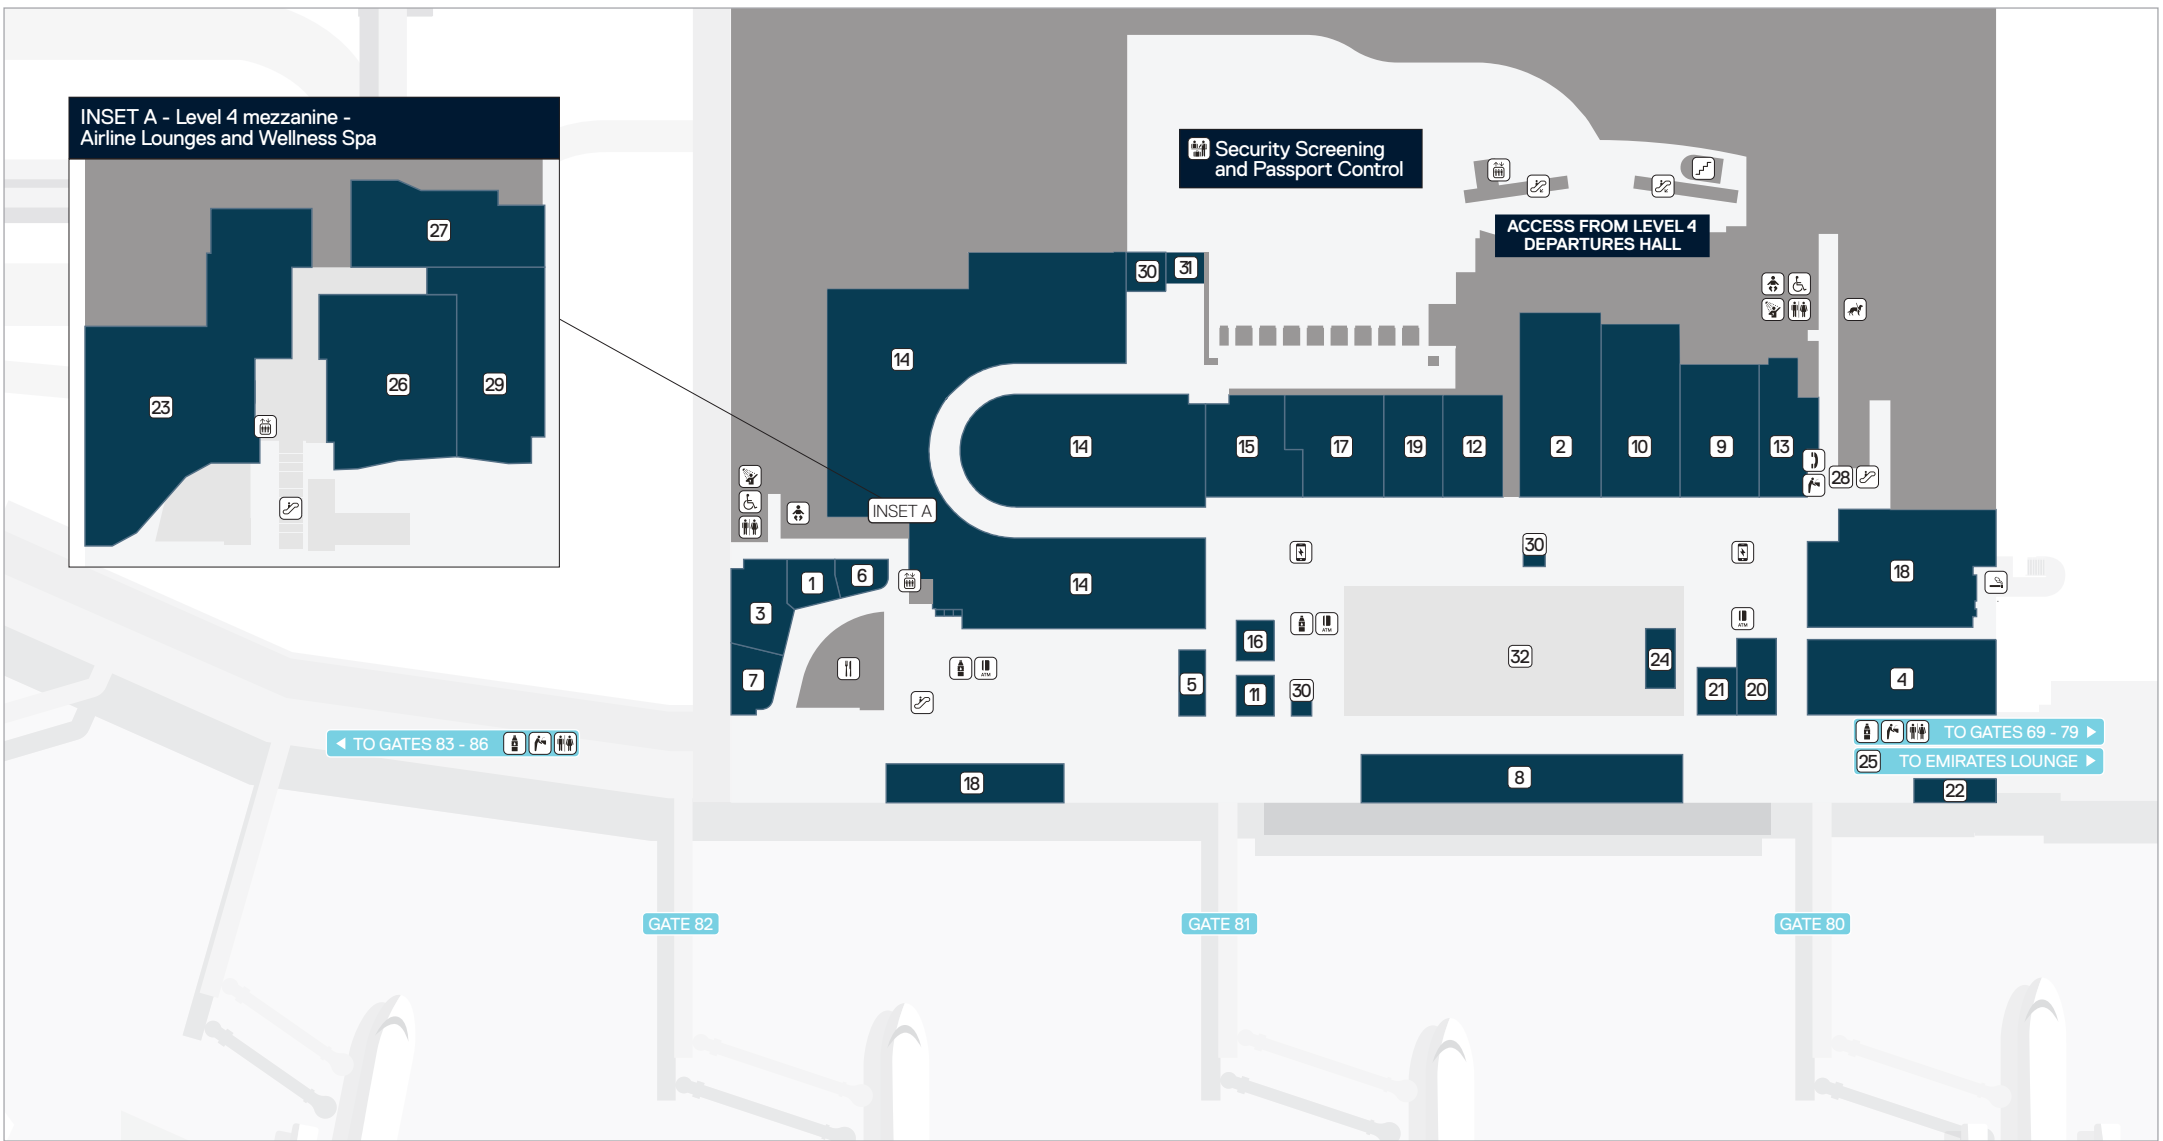 INSET A - Level 4 mezzanine -
Airline Lounges and Wellness Spa
27
23
26
29
Security Screening
and Passport Control
ACCESS FROM LEVEL 4
DEPARTURES HALL
30
31
14
14
15
17
19
12
2
10
9
13
28
INSET A
30
14
18
3
1
6
7
16
ATM
ATM
ATM
5
11
30
32
24
21
20
4
TO GATES 83 - 86
TO GATES 69 - 79
25 TO EMIRATES LOUNGE
18
8
22
GATE 82
GATE 81
GATE 80